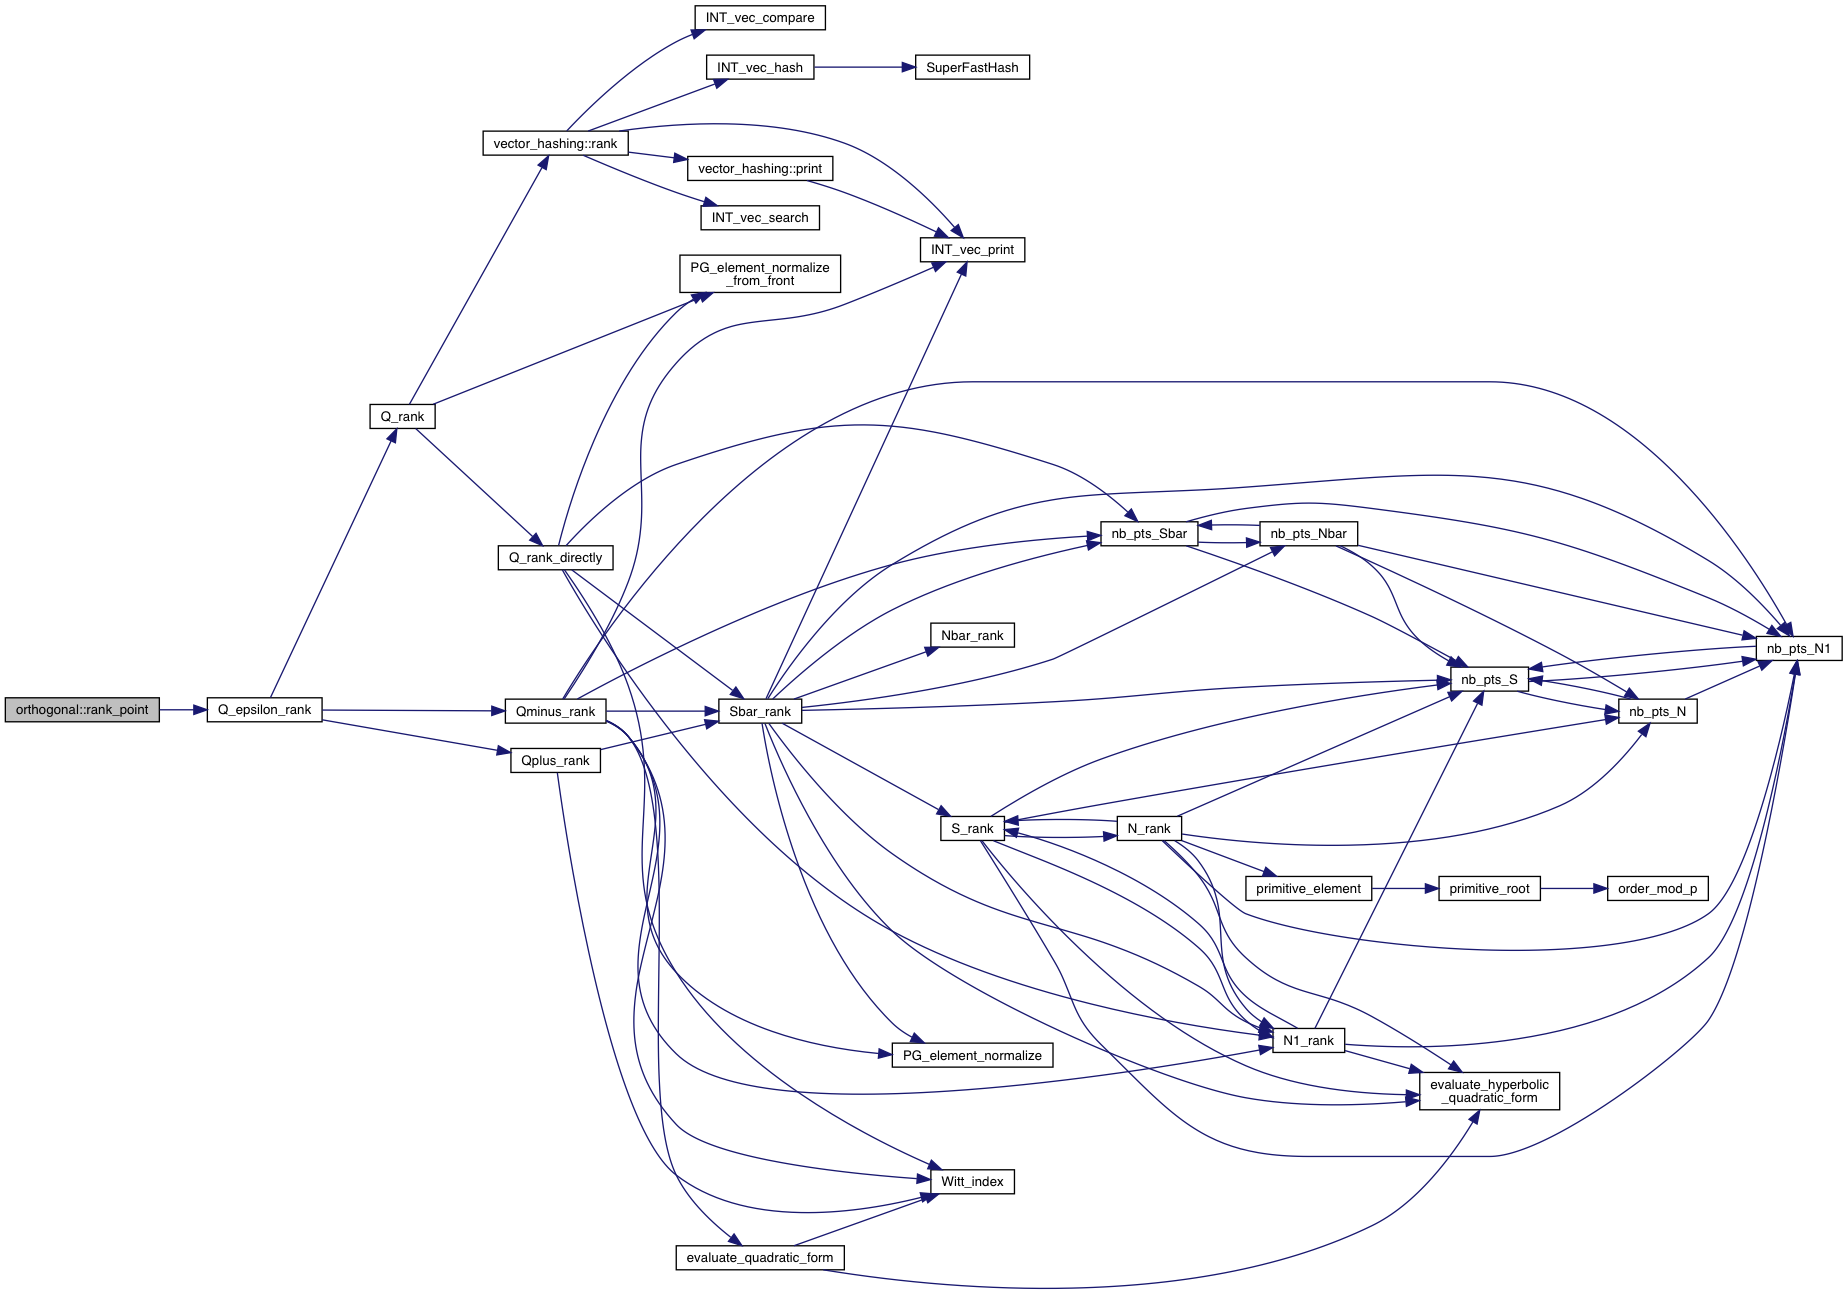 INT_vec_compare
INT_vec_hash
SuperFastHash
vector_hashing::rank
vector_hashing::print
INT_vec_search
INT_vec_print
PG_element_normalize
_from_front
Q_rank
nb_pts_Sbar
nb_pts_Nbar
Q_rank_directly
Nbar_rank
nb_pts_N1
nb_pts_S
orthogonal::rank_point
Q_epsilon_rank
Qminus_rank
Sbar_rank
nb_pts_N
Qplus_rank
S_rank
N_rank
primitive_element
primitive_root
order_mod_p
N1_rank
PG_element_normalize
evaluate_hyperbolic
_quadratic_form
Witt_index
evaluate_quadratic_form